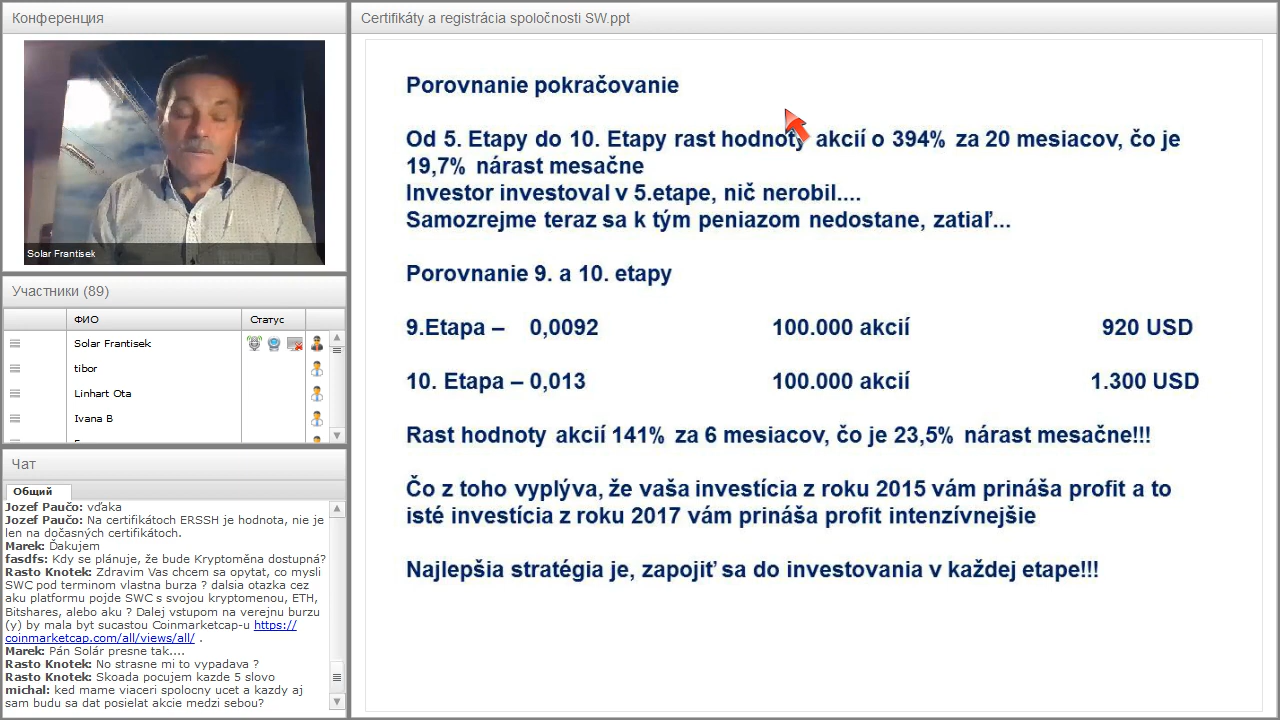 Конференция
Solar Frantisek
Участники (89)
ФИО
Статус
Solar Frantisek
tibor
Linhart Ota
Ivana B
Чат
Общий
Jozef Paučo: vďaka
Jozef Paučo: Na certifikátoch ERSSH je hodnota, nie je
len na dočasných certifikátoch.
Marek: Ďakujem
fasdfs: Kdy se plánuje, že bude Kryptoměna dostupná?
Rasto Knotek: Zdravim Vas chcem sa opytat, co mysli
SWC pod terminom vlastna burza ? dalsia otazka cez
aku platformu pojde SWC s svojou kryptomenou, ETH,
Bitshares, alebo aku ? Dalej vstupom na verejnu burzu
(y) by mala byt sucastou Coinmarketcap-u https://
coinmarketcap.com/all/views/all/ .
Marek: Pán Solár presne tak....
Rasto Knotek: No strasne mi to vypadava ?
Rasto Knotek: Skoada pocujem kazde 5 slovo
michal: ked mame viaceri spolocny ucet a kazdy aj
sam budu sa dat posielat akcie medzi sebou?
Certifikáty a registrácia spoločnosti SW.ppt
Porovnanie pokračovanie
Od 5. Etapy do 10. Etapy rast hodnoty akcií o 394% za 20 mesiacov, čo je
19,7% nárast mesačne
Investor investoval v 5.etape, nič nerobil....
Samozrejme teraz sa k tým peniazom nedostane, zatiaľ...
Porovnanie 9. a 10. etapy
9.Etapa – 0,0092 100.000 akcií 920 USD
10. Etapa – 0,013 100.000 akcií 1.300 USD
Rast hodnoty akcií 141% za 6 mesiacov, čo je 23,5% nárast mesačne!!!
Čo z toho vyplýva, že vaša investícia z roku 2015 vám prináša profit a to
isté investícia z roku 2017 vám prináša profit intenzívnejšie
Najlepšia stratégia je, zapojiť sa do investovania v každej etape!!!